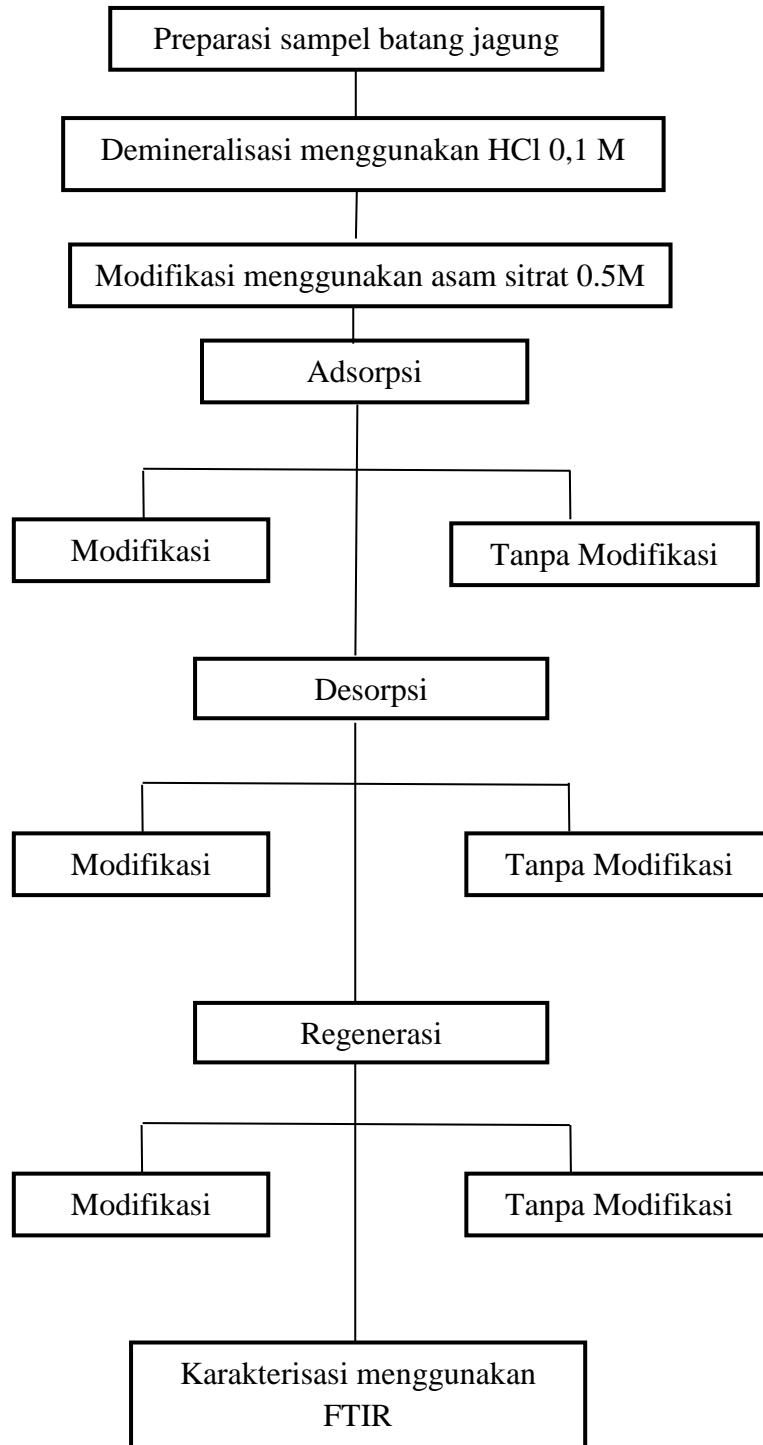 Preparasi sampel batang jagung
Demineralisasi menggunakan HCl 0,1 M
Modifikasi menggunakan asam sitrat 0.5M
Adsorpsi
Modifikasi
Tanpa Modifikasi
Desorpsi
Modifikasi
Tanpa Modifikasi
Regenerasi
Modifikasi
Tanpa Modifikasi
Karakterisasi menggunakan
FTIR